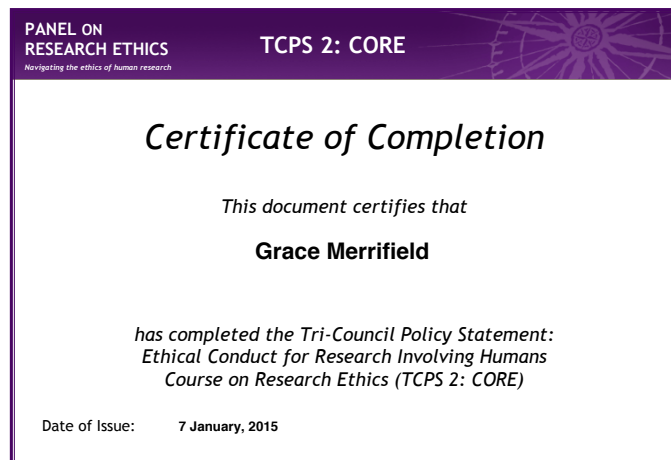 PANEL ON
RESEARCH ETHICS
Navigating the ethics of human research
TCPS 2: CORE
Certificate of Completion
This document certifies that
Grace Merrifield
has completed the Tri-Council Policy Statement:
Ethical Conduct for Research Involving Humans
Course on Research Ethics (TCPS 2: CORE)
Date of Issue: 7 January, 2015